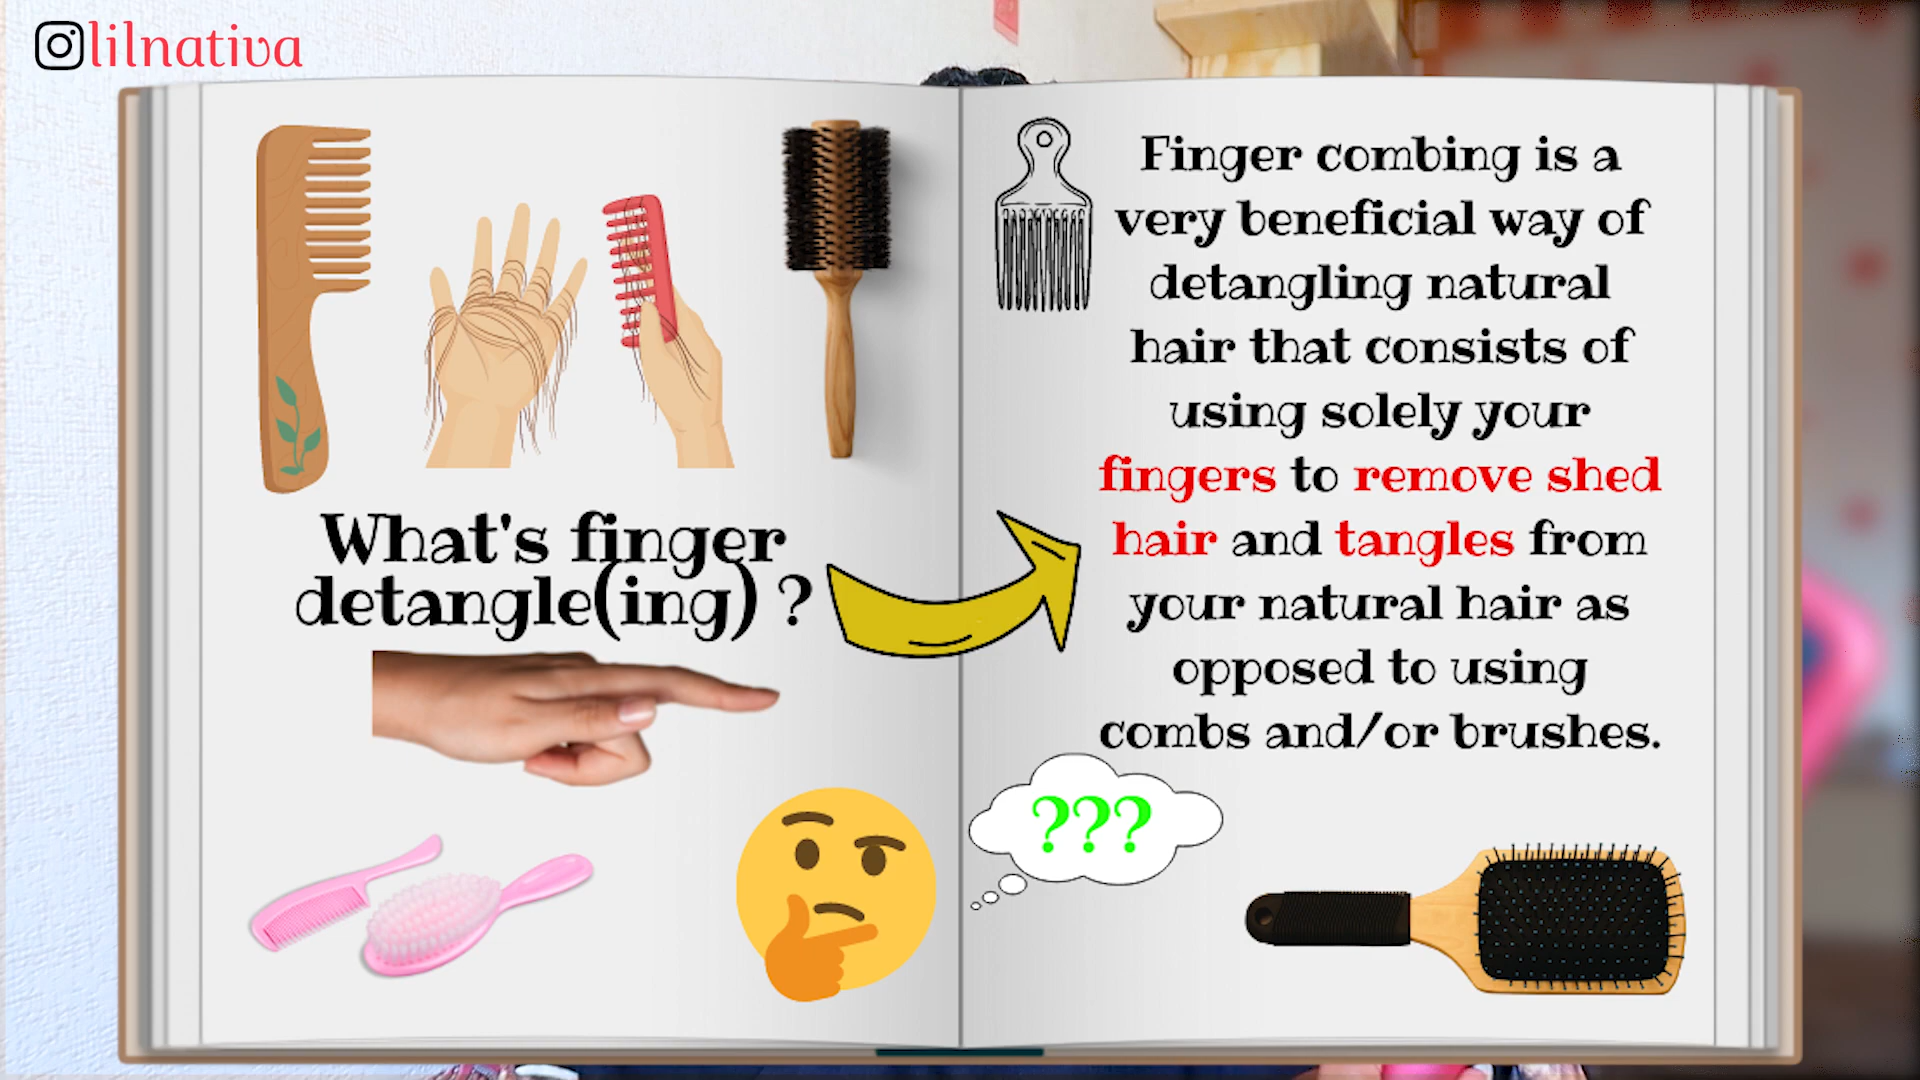 lilnativa
What's finger
detangle(ing) ?
Finger combing is a
very beneficial way of
detangling natural
hair that consists of
using solely your
fingers to remove shed
hair and tangles from
your natural hair as
opposed to using
combs and/or brushes.
???